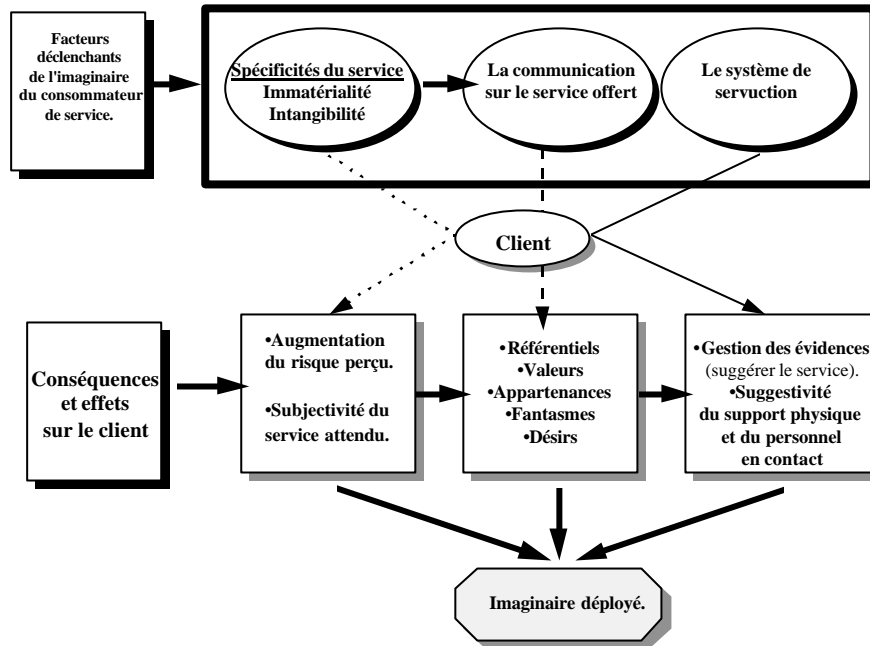 Facteurs
déclenchants
de l'imaginaire
du consommateur
de service.
Spécificités du service
Immatérialité
Intangibilité
La communication
sur le service offert
Le système de
servuction
Client
Conséquences
et effets
sur le client
•Augmentation
du risque perçu.
•Subjectivité du
service attendu.
•Référentiels
•Valeurs
•Appartenances
•Fantasmes
•Désirs
•Gestion des évidences
(suggérer le service).
•Suggestivité
du support physique
et du personnel
en contact
Imaginaire déployé.